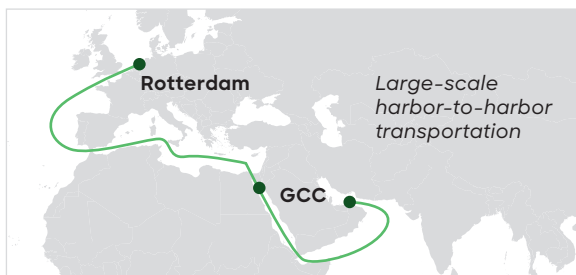 Rotterdam
Large-scale
harbor-to-harbor
transportation
GCC